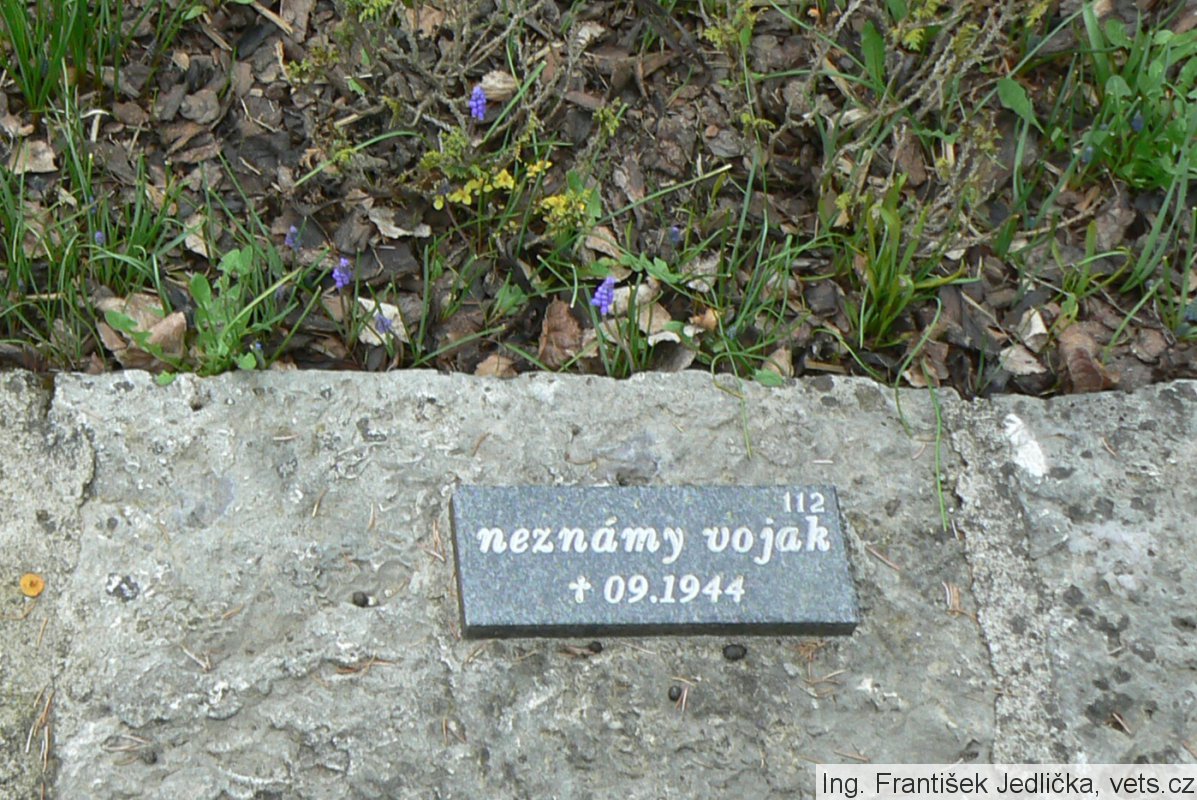 112
neznámy vojak
✝ 09.1944
Ing. František Jedlička, vets.cz